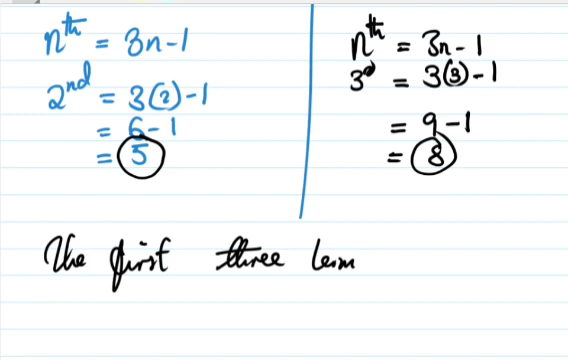 nth = 3n-1
2nd = 3(2)-1
= 6-1
= 5
nth = 3n-1
3d = 3(3)-1
= 9-1
= 8
The first three term